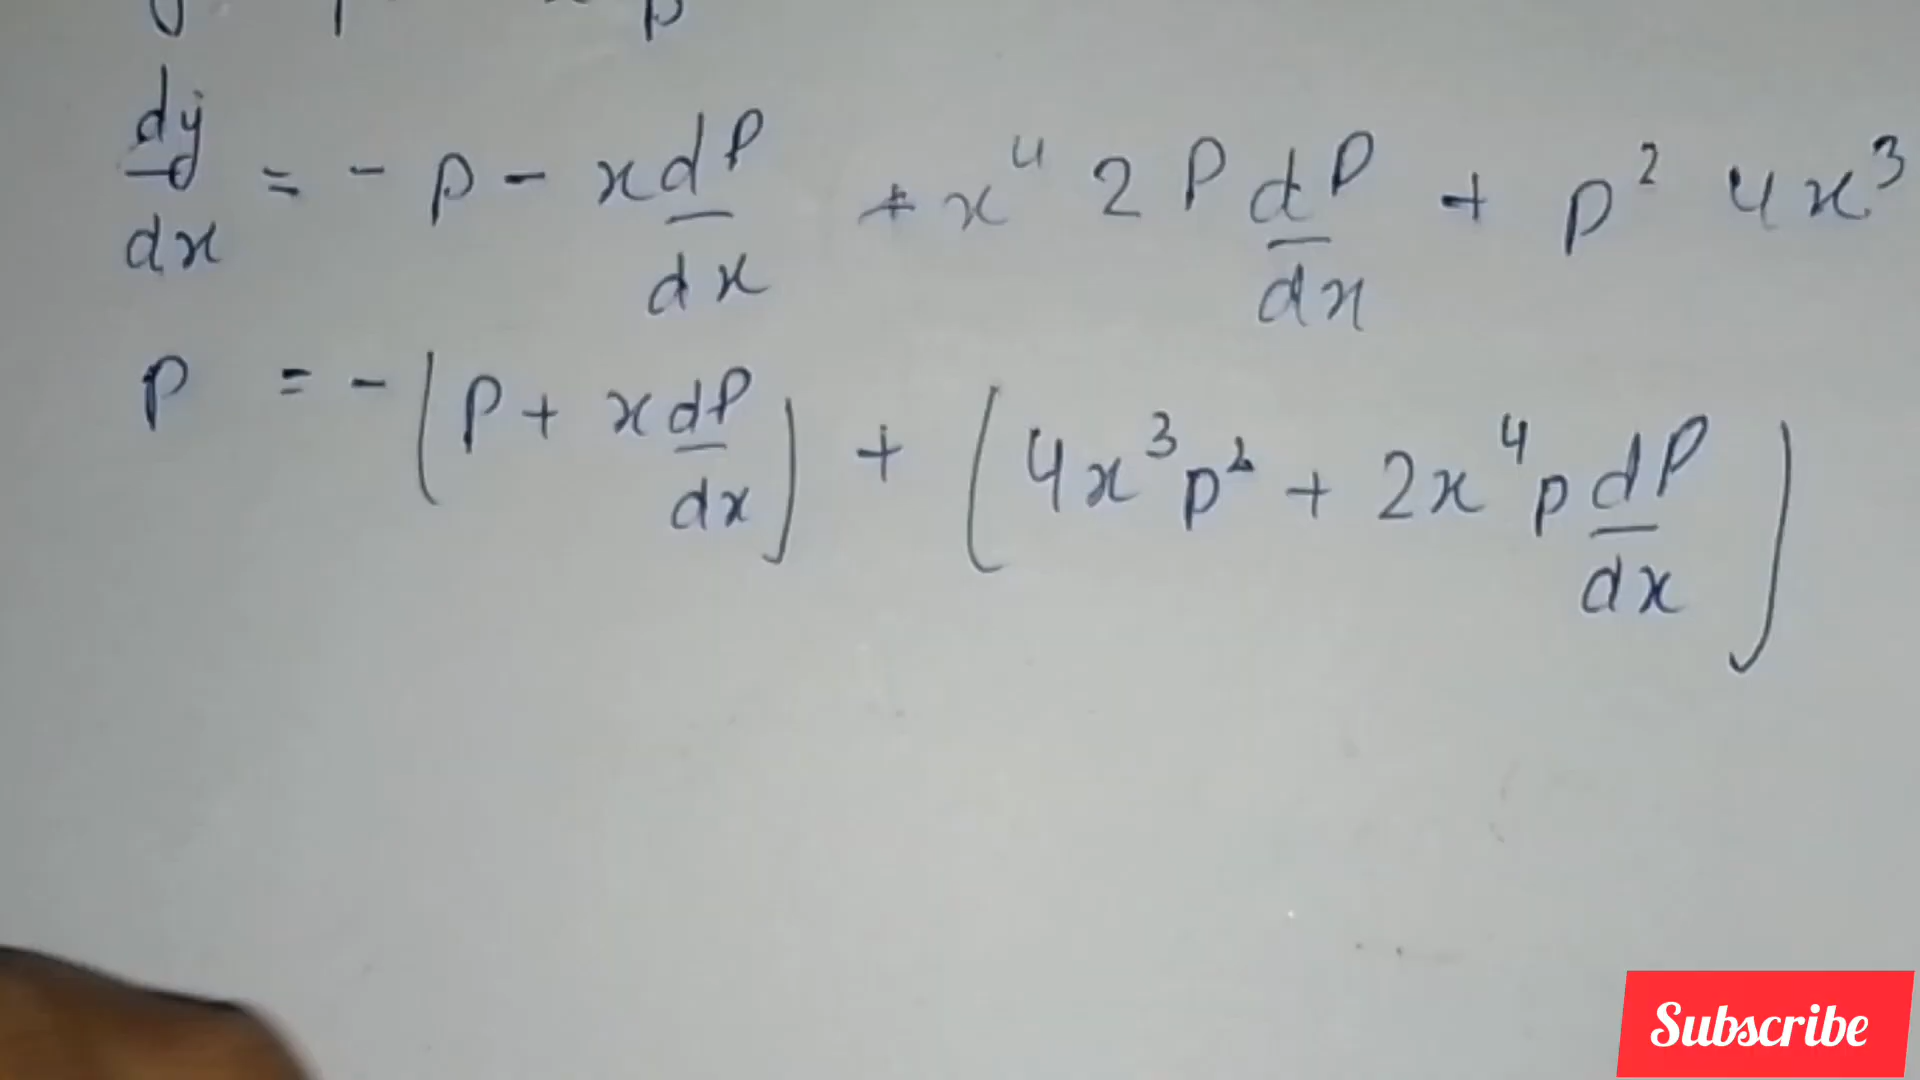 dy/dx = - p - x dP/dx + x⁴ 2 P dP/dx + p² 4x³
P = - (P + x dP/dx) + (4x³p² + 2x⁴p dP/dx)
Subscribe